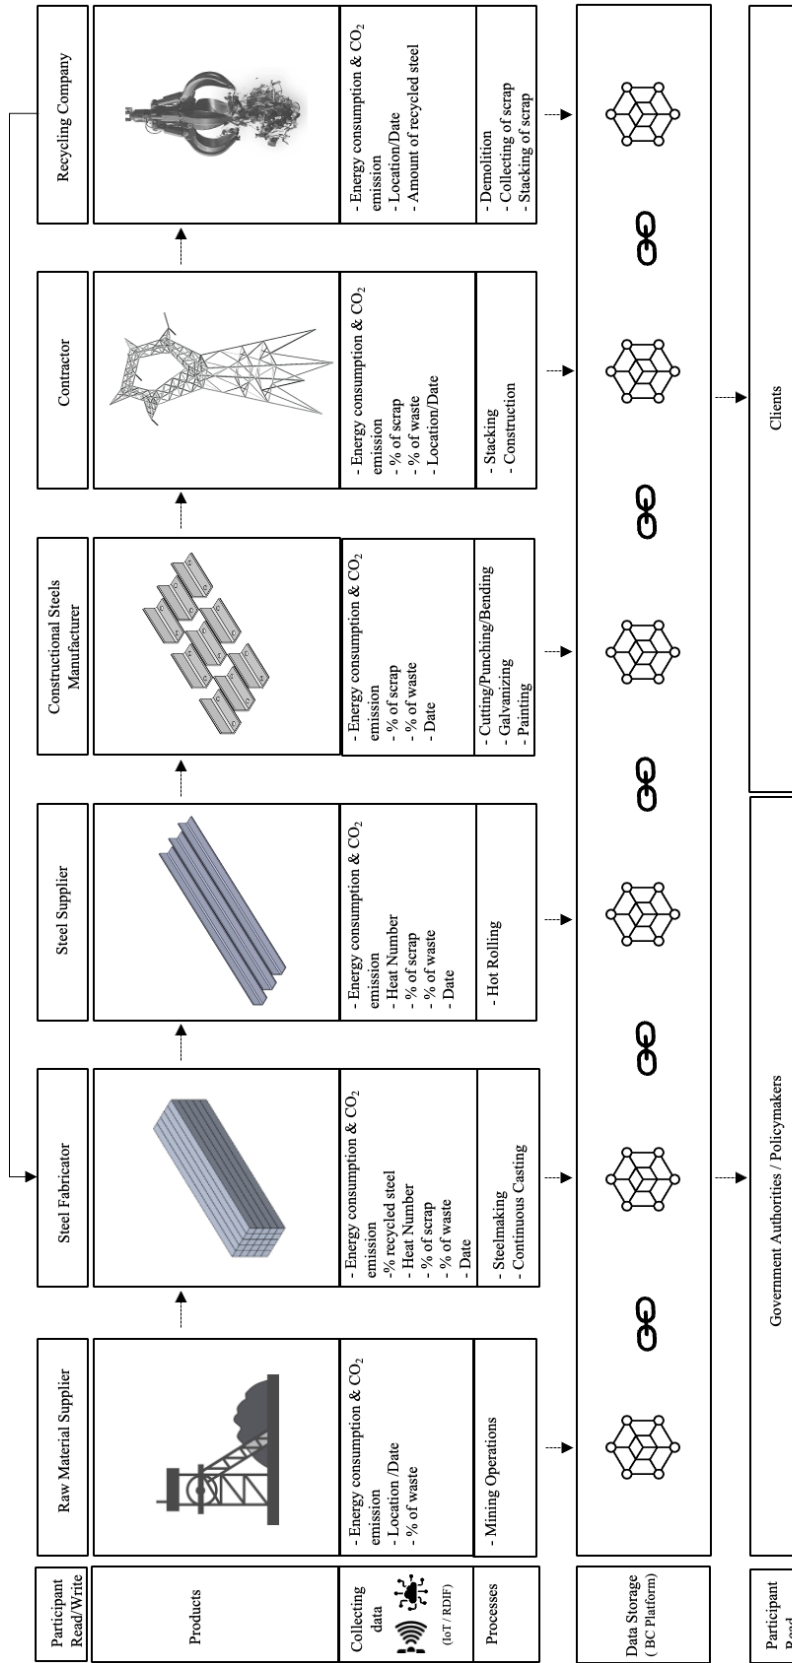 Participant
Read/Write
Raw Material Supplier
Steel Fabricator
Steel Supplier
Constructional Steels
Manufacturer
Contractor
Recycling Company
Products
Collecting
data
(IoT / RDIF)
- Energy consumption & CO2
emission
- Location /Date
- % of waste
- Energy consumption & CO2
emission
-% recycled steel
- Heat Number
- % of scrap
- % of waste
- Date
- Energy consumption & CO2
emission
- Heat Number
- % of scrap
- % of waste
- Date
- Energy consumption & CO2
emission
- % of scrap
- % of waste
- Date
- Energy consumption & CO2
emission
- % of scrap
- % of waste
- Location/Date
- Energy consumption & CO2
emission
- Location/Date
- Amount of recycled steel
Processes
- Mining Operations
- Steelmaking
- Continuous Casting
- Hot Rolling
- Cutting/Punching/Bending
- Galvanizing
- Painting
- Stacking
- Construction
- Demolition
- Collecting of scrap
- Stacking of scrap
Data Storage
( BC Platform)
Participant
Read
Government Authorities / Policymakers
Clients